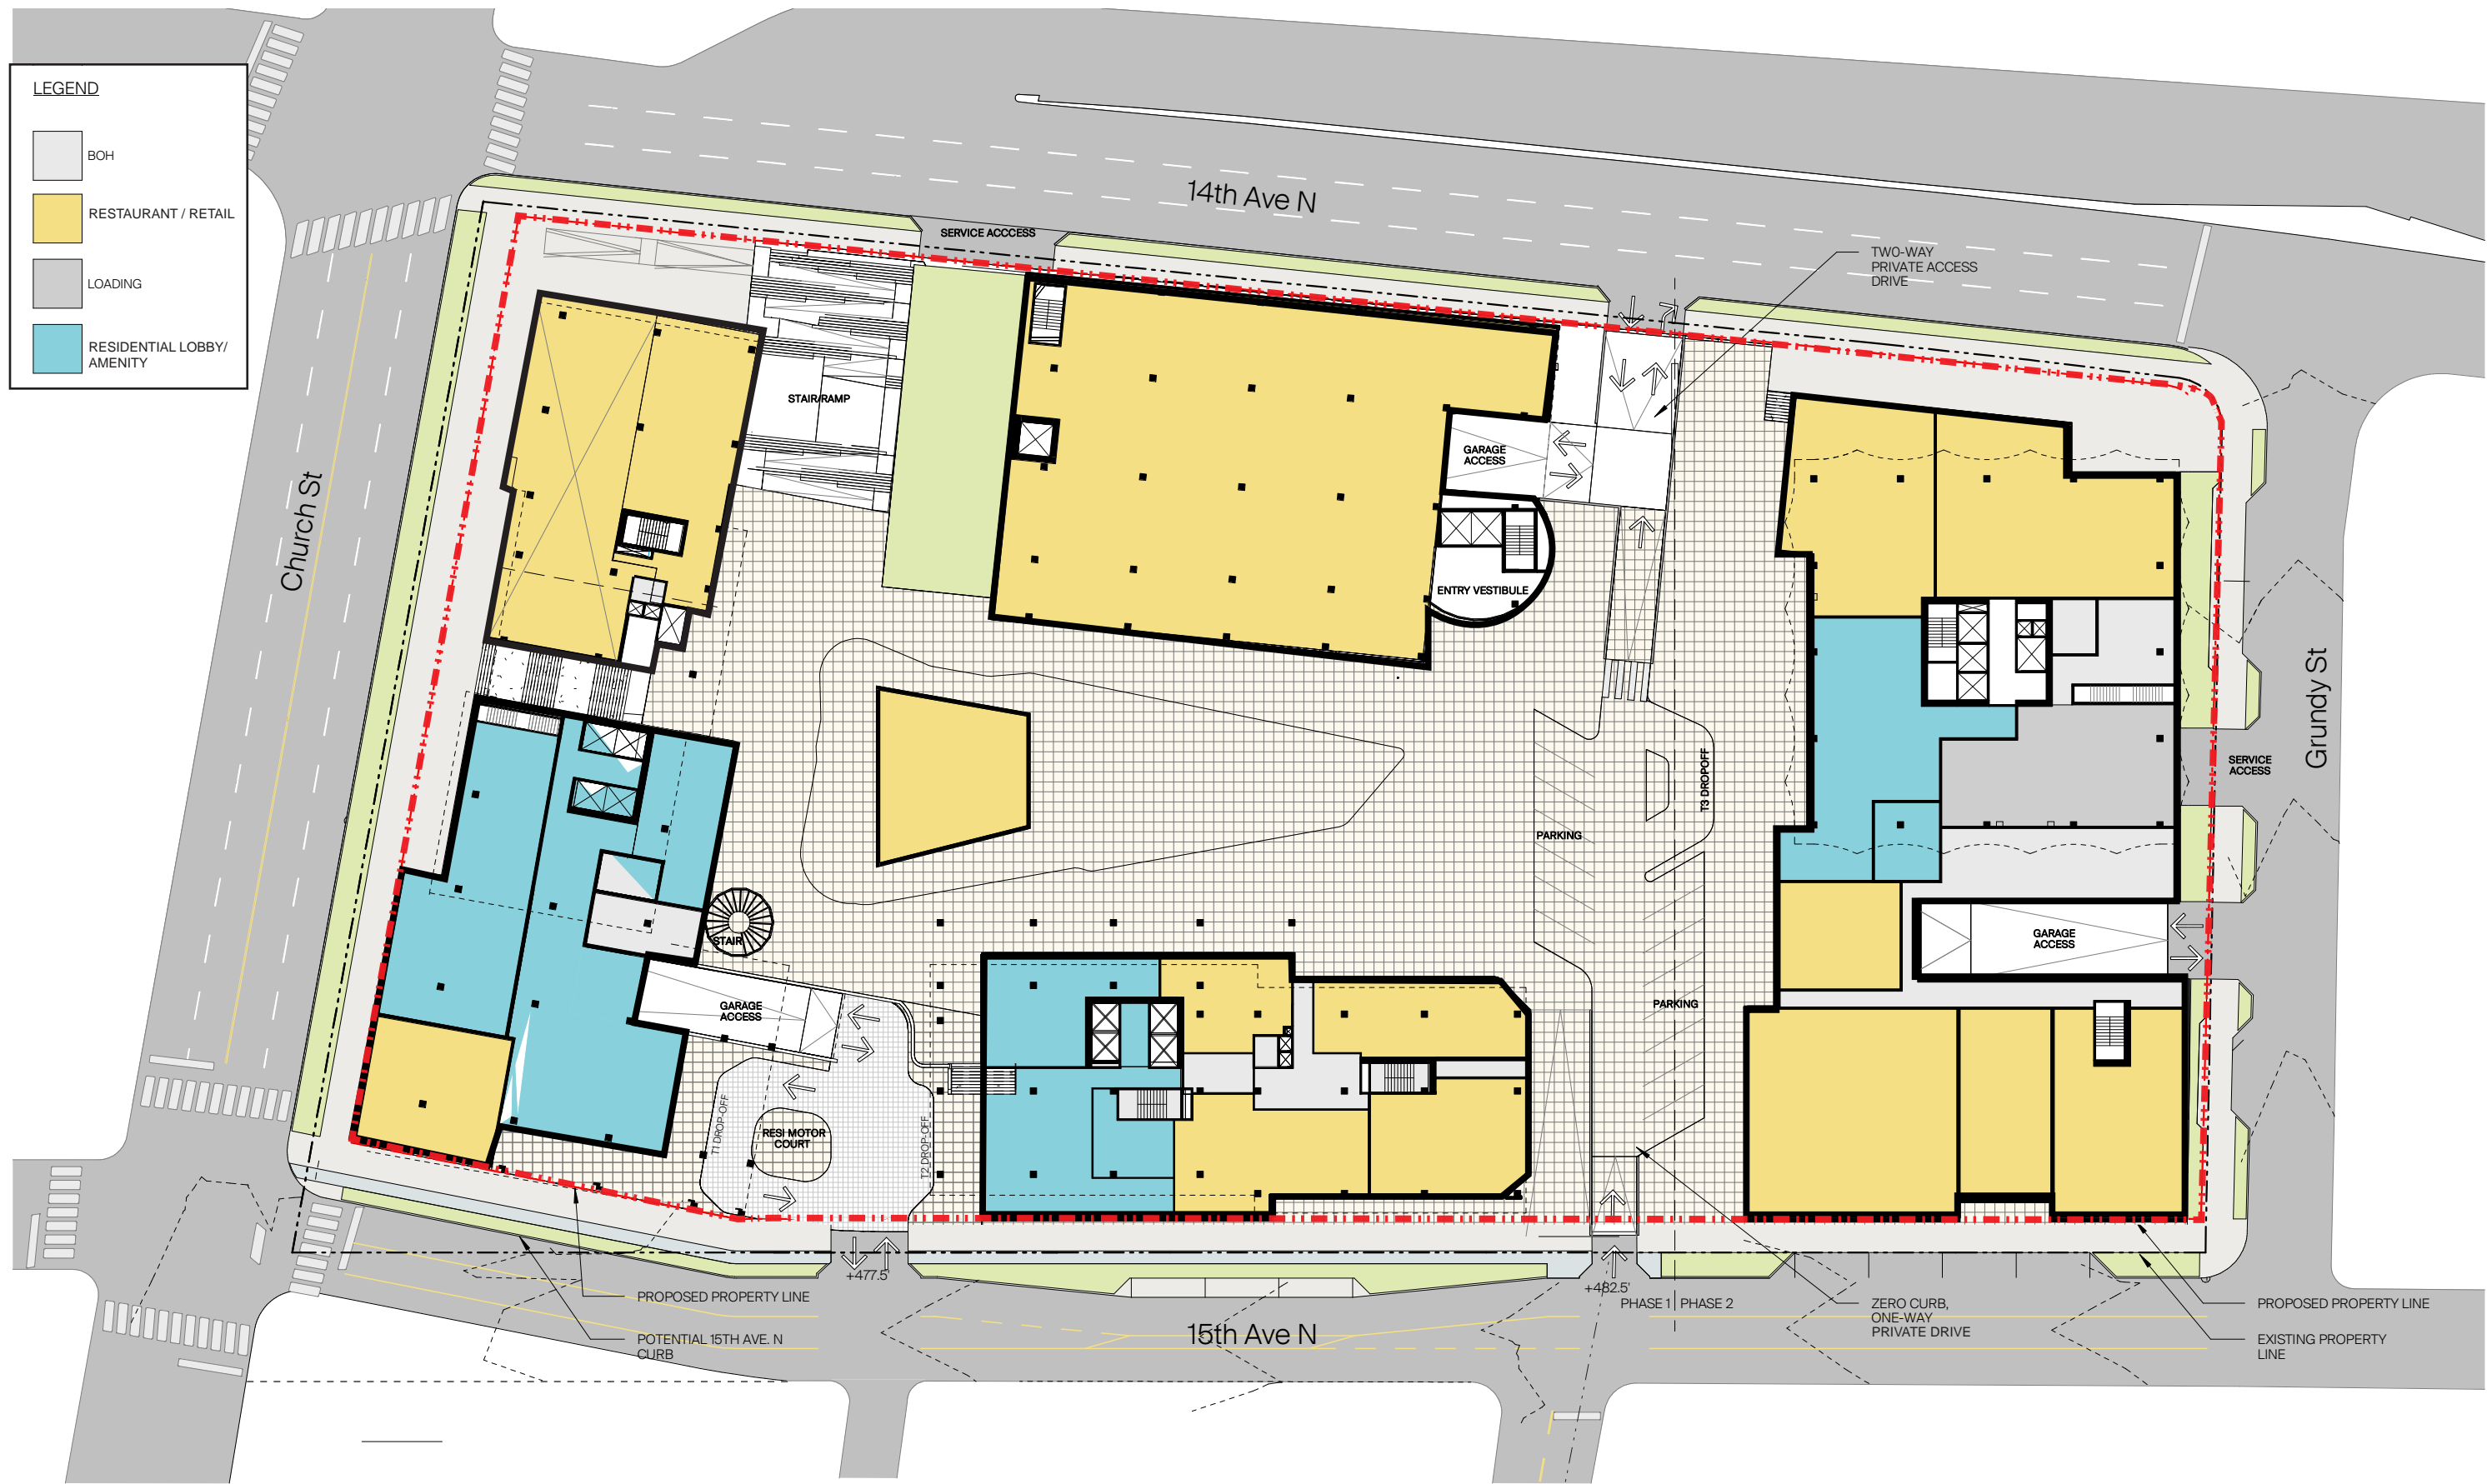 LEGEND
BOH
RESTAURANT / RETAIL
LOADING
RESIDENTIAL LOBBY/
AMENITY
14th Ave N
SERVICE ACCCESS
TWO-WAY
PRIVATE ACCESS
DRIVE
STAIR/RAMP
GARAGE
ACCESS
ENTRY VESTIBULE
Church St
Grundy St
SERVICE
ACCESS
T3 DROPOFF
PARKING
STAIR
GARAGE
ACCESS
GARAGE
ACCESS
PARKING
T1 DROP-OFF
RESI MOTOR
COURT
T2 DROP-OFF
+477.5'
+482.5'
PROPOSED PROPERTY LINE
PHASE 1
PHASE 2
ZERO CURB,
ONE-WAY
PRIVATE DRIVE
PROPOSED PROPERTY LINE
POTENTIAL 15TH AVE. N
CURB
15th Ave N
EXISTING PROPERTY
LINE